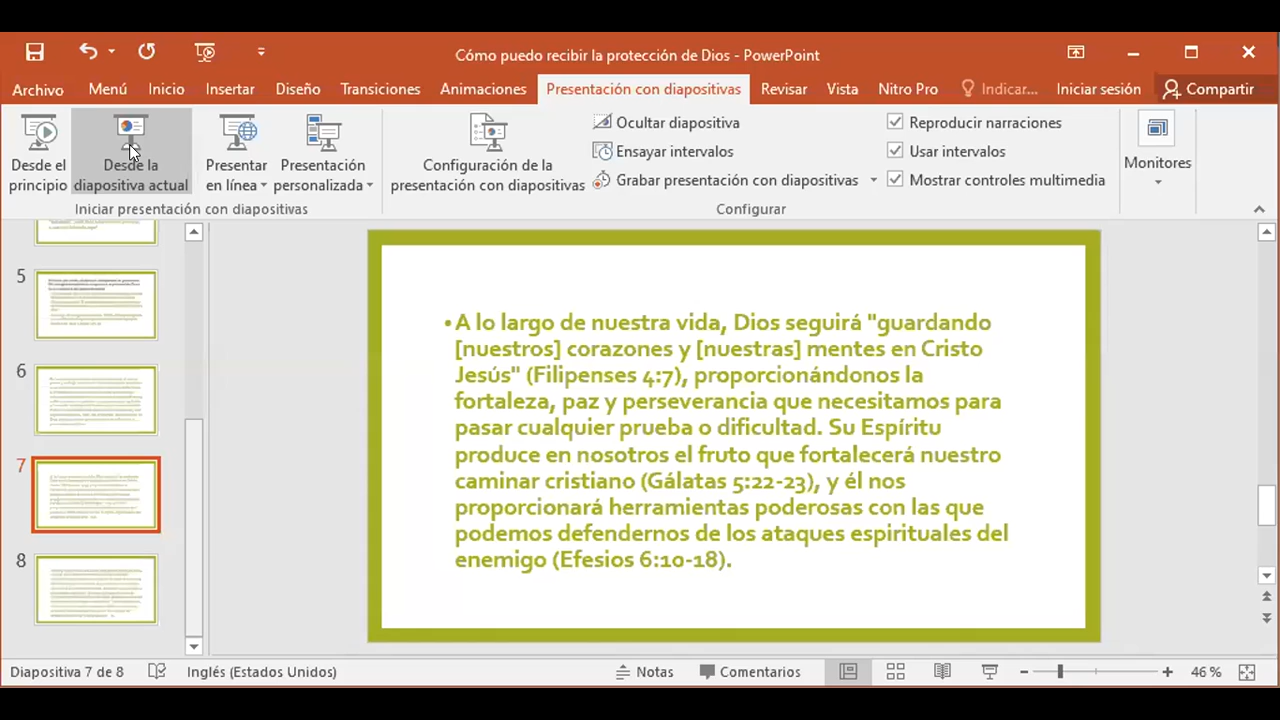 Cómo puedo recibir la protección de Dios - PowerPoint
Archivo Menú Inicio Insertar Diseño Transiciones Animaciones Presentación con diapositivas Revisar Vista Nitro Pro Indicar... Iniciar sesión Compartir
Desde el principio
Desde la diapositiva actual
Presentar en línea
Presentación personalizada
Iniciar presentación con diapositivas
Configuración de la presentación con diapositivas
Ocultar diapositiva
Ensayar intervalos
Grabar presentación con diapositivas
Reproducir narraciones
Usar intervalos
Mostrar controles multimedia
Configurar
Monitores
5
6
7
8
•A lo largo de nuestra vida, Dios seguirá "guardando
[nuestros] corazones y [nuestras] mentes en Cristo
Jesús" (Filipenses 4:7), proporcionándonos la
fortaleza, paz y perseverancia que necesitamos para
pasar cualquier prueba o dificultad. Su Espíritu
produce en nosotros el fruto que fortalecerá nuestro
caminar cristiano (Gálatas 5:22-23), y él nos
proporcionará herramientas poderosas con las que
podemos defendernos de los ataques espirituales del
enemigo (Efesios 6:10-18).
Diapositiva 7 de 8 Inglés (Estados Unidos) Notas Comentarios 46 %